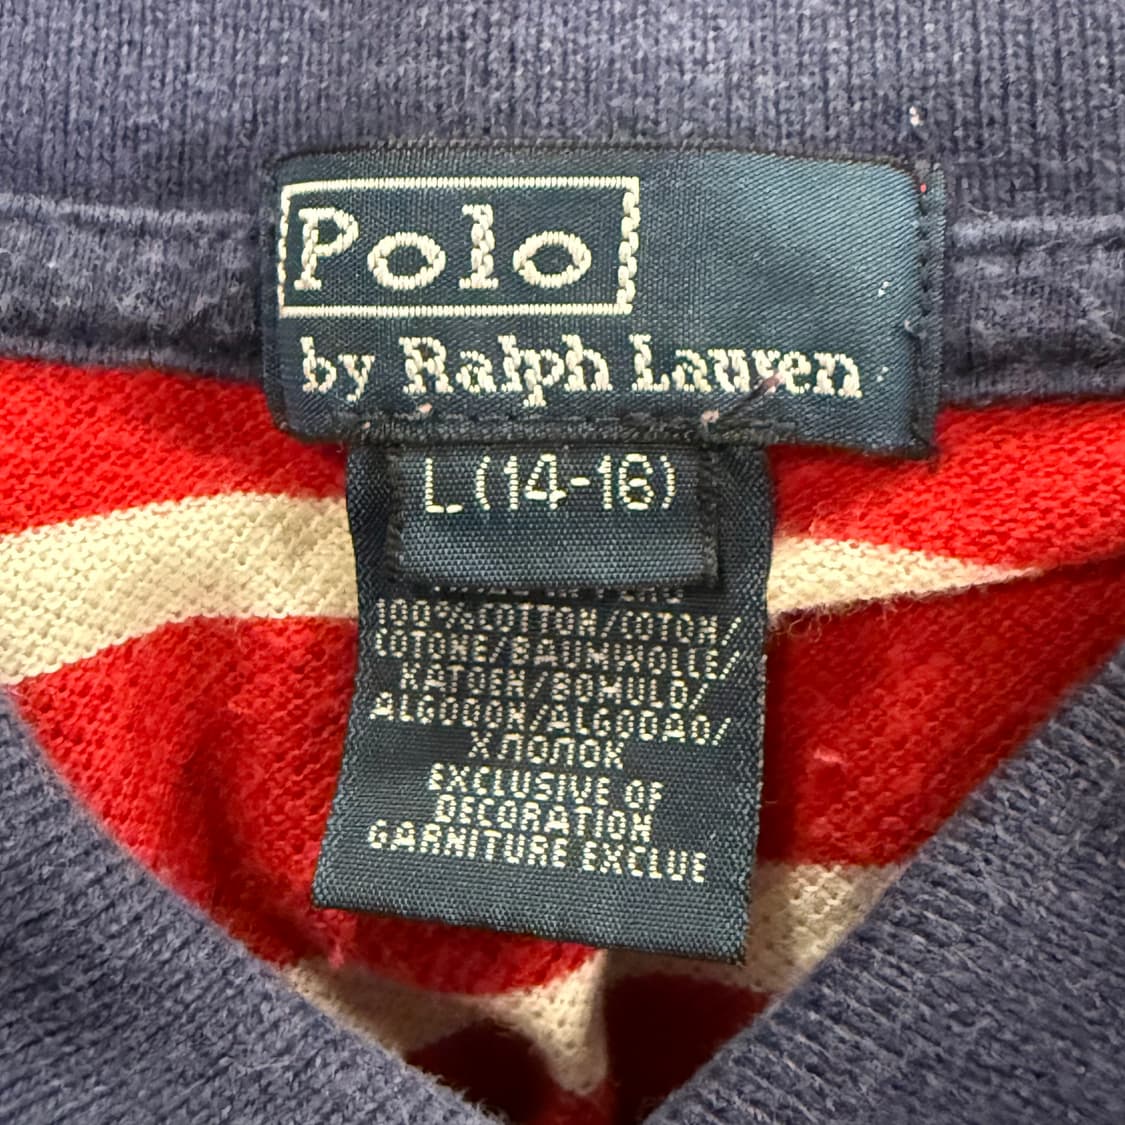 Polo
by Ralph Lauren
L(14-16)
100%COTTON/COTON/
COTONE/BAUMWOLLE/
KATOEN/BOMULD/
ALGODON/ALGODAO/
ХЛОПОК
EXCLUSIVE OF
DECORATION
GARNITURE EXCLUE